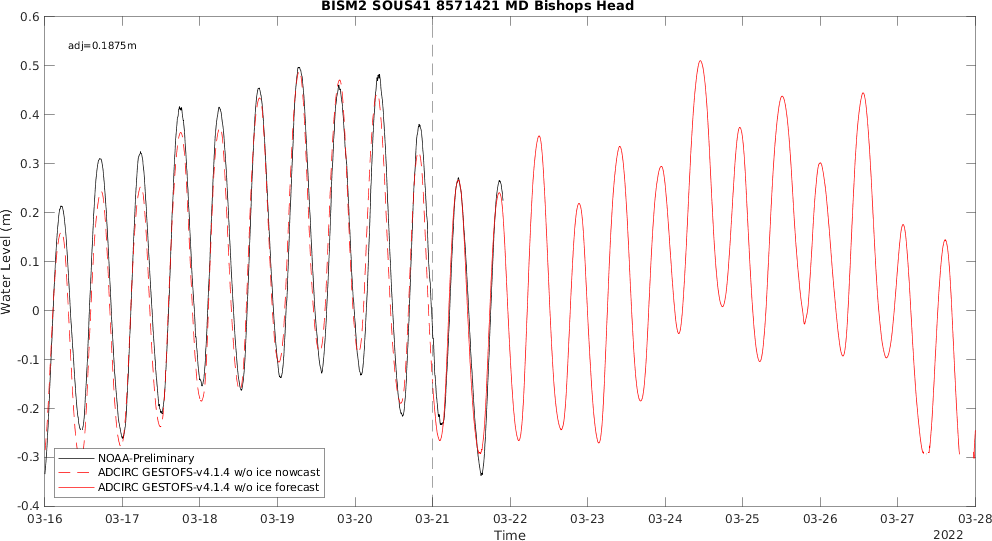 BISM2 SOUS41 8571421 MD Bishops Head
adj=0.1875m
0.6
0.5
0.4
0.3
0.2
0.1
0
-0.1
-0.2
-0.3
-0.4
Water Level (m)
NOAA-Preliminary
ADCIRC GESTOFS-v4.1.4 w/o ice nowcast
ADCIRC GESTOFS-v4.1.4 w/o ice forecast
03-16 03-17 03-18 03-19 03-20 03-21 03-22 03-23 03-24 03-25 03-26 03-27 03-28
Time
2022